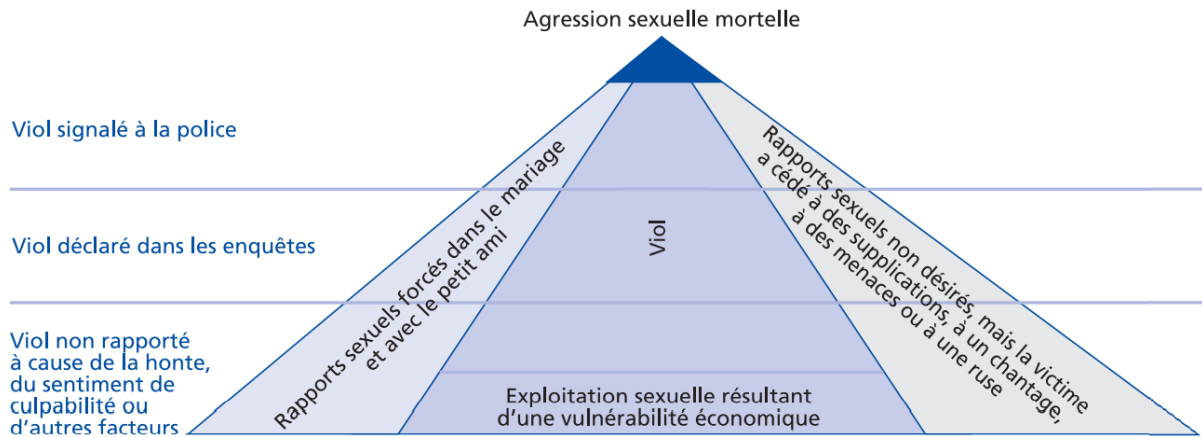 Agression sexuelle mortelle
Viol signalé à la police
Viol déclaré dans les enquêtes
Viol non rapporté
à cause de la honte,
du sentiment de
culpabilité ou
d'autres facteurs
Rapports sexuels forcés dans le mariage
et avec le petit ami
Viol
Exploitation sexuelle résultant
d'une vulnérabilité économique
Rapports sexuels non désirés, mais la victime
a cédé à des supplications, à un chantage,
à des menaces ou à une ruse